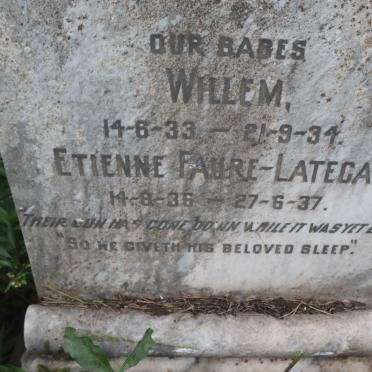 OUR BABES
WILLEM,
14-6-33 — 21-9-34.
ETIENNE FAURE-LATEGA
14-8-36 — 27-6-37.
"THEIR SUN HAS GONE DOWN WHILE IT WAS YET
"SO HE GIVETH HIS BELOVED SLEEP."